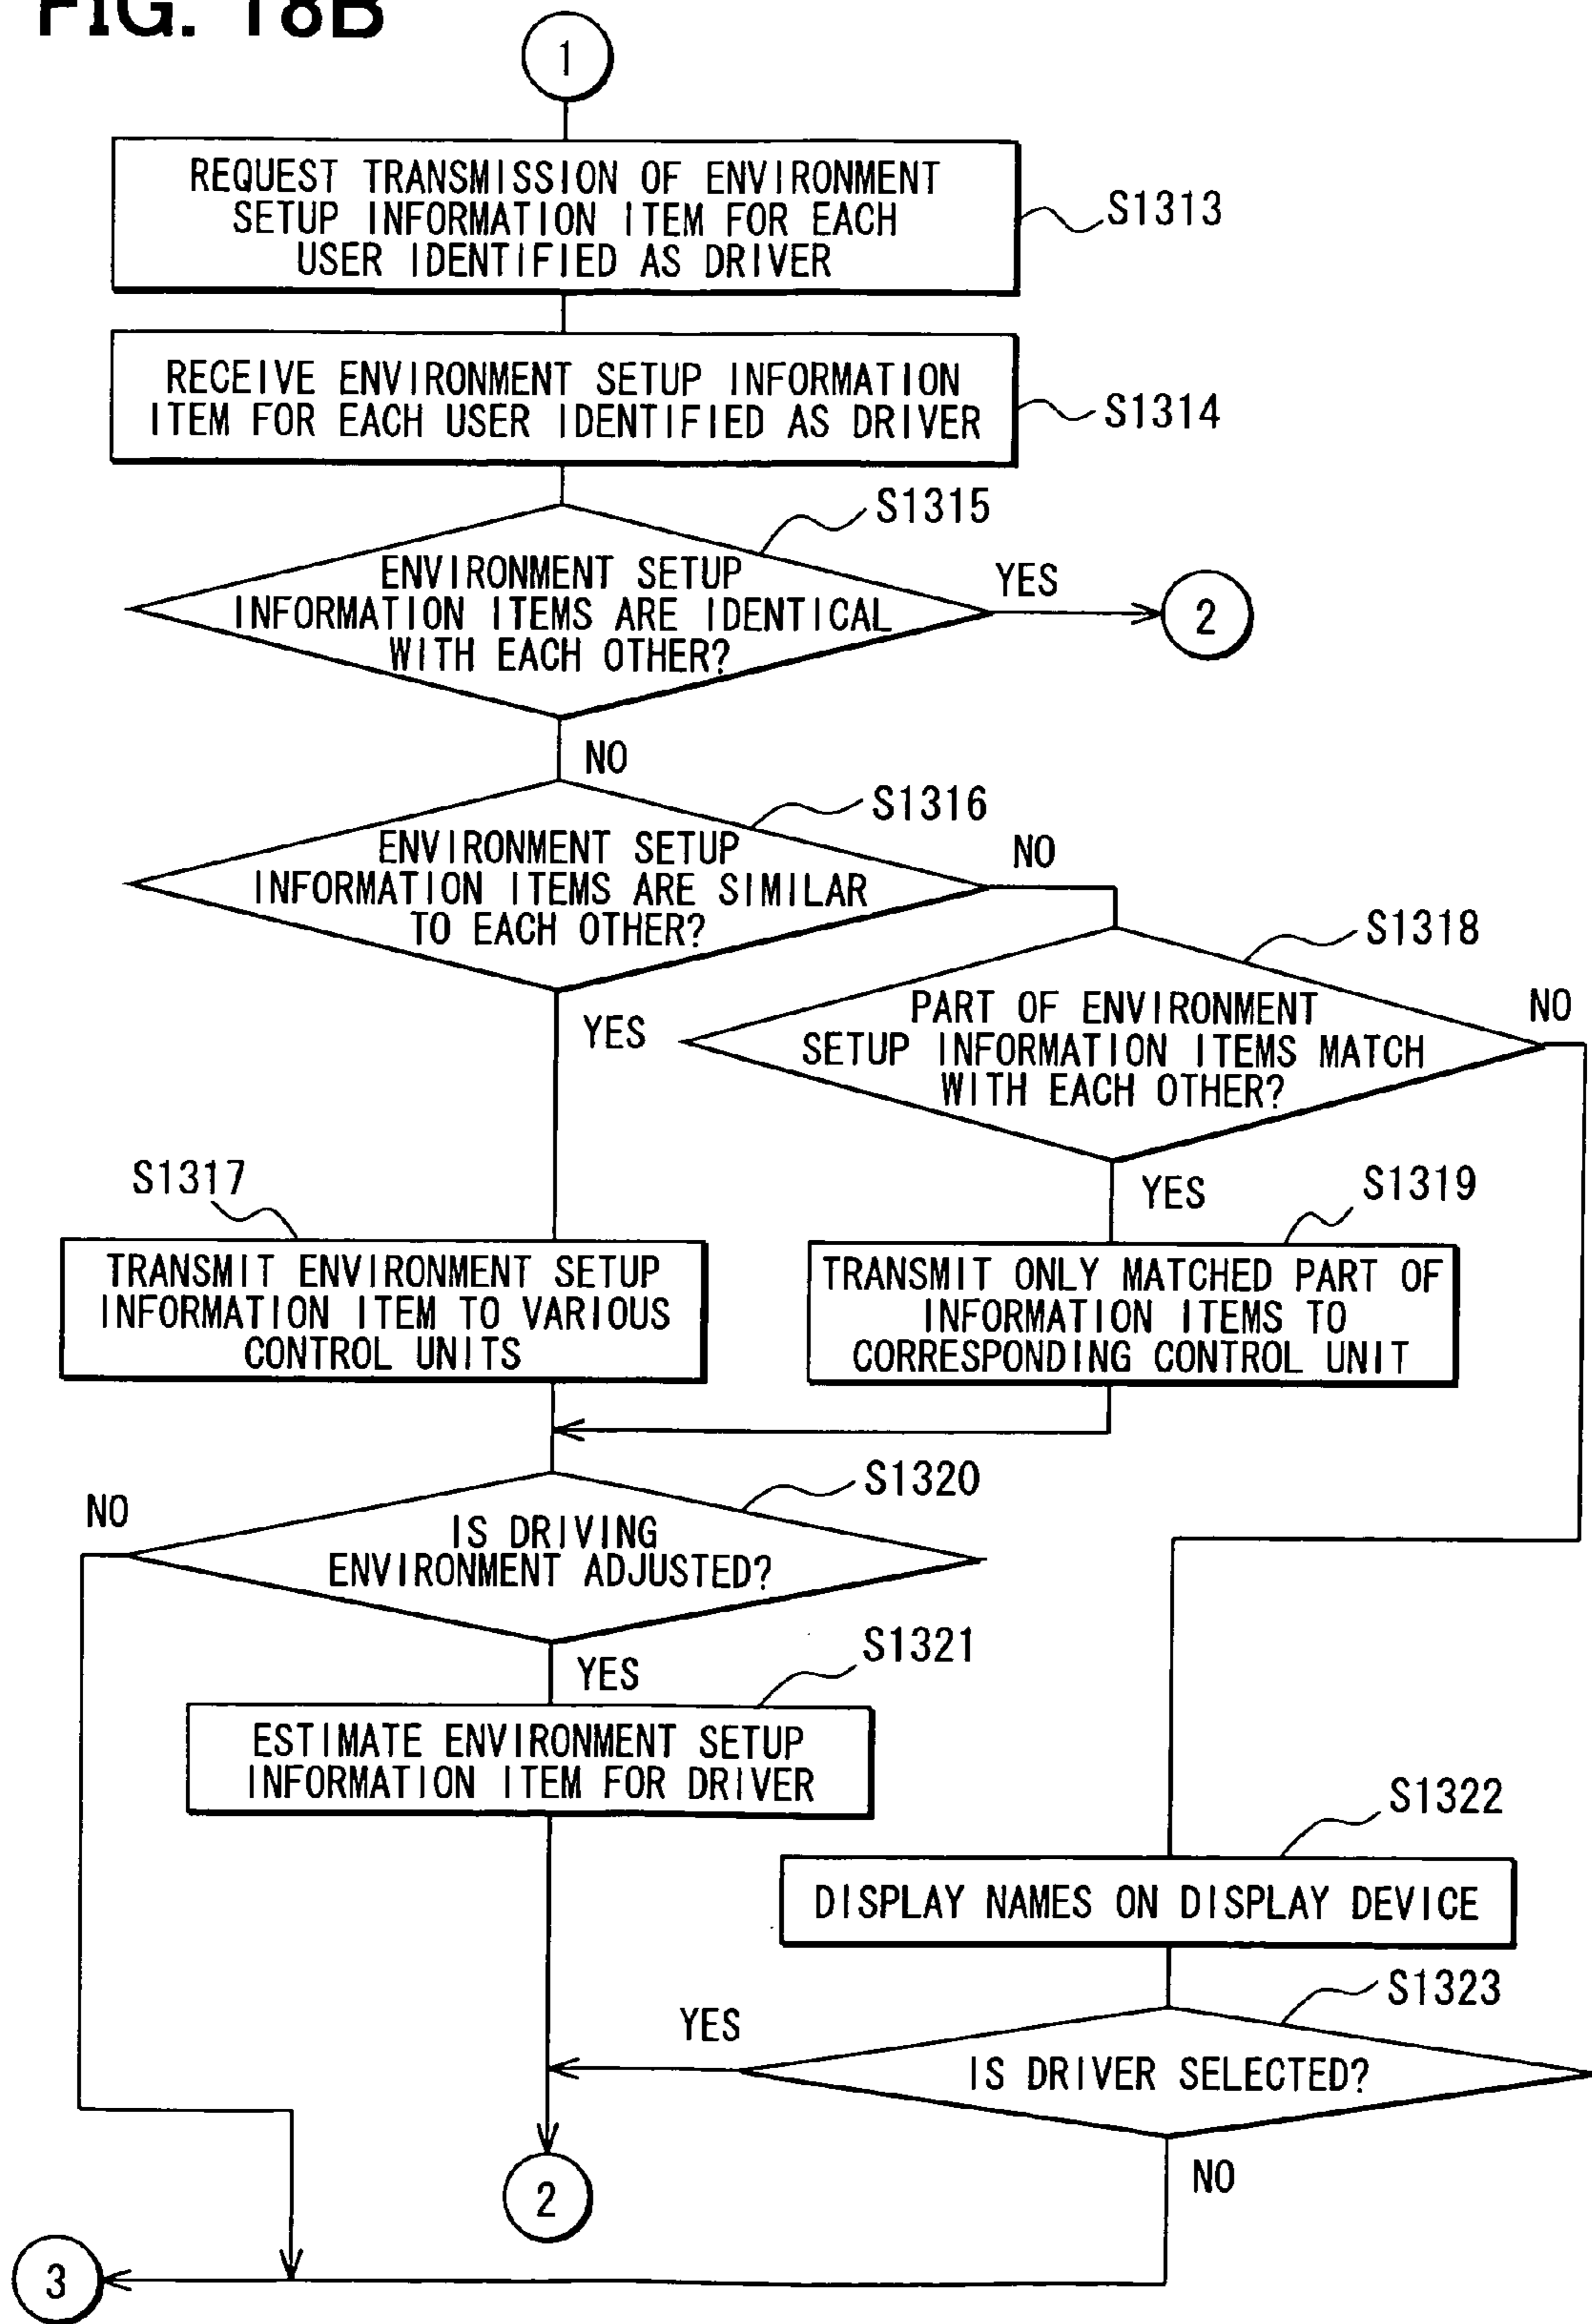 FIG. 18B
1
REQUEST TRANSMISSION OF ENVIRONMENT
SETUP INFORMATION ITEM FOR EACH
USER IDENTIFIED AS DRIVER
S1313
RECEIVE ENVIRONMENT SETUP INFORMATION
ITEM FOR EACH USER IDENTIFIED AS DRIVER
S1314
S1315
ENVIRONMENT SETUP
INFORMATION ITEMS ARE IDENTICAL
WITH EACH OTHER?
YES
2
NO
S1316
ENVIRONMENT SETUP
INFORMATION ITEMS ARE SIMILAR
TO EACH OTHER?
NO
YES
S1318
PART OF ENVIRONMENT
SETUP INFORMATION ITEMS MATCH
WITH EACH OTHER?
NO
YES
S1317
TRANSMIT ENVIRONMENT SETUP
INFORMATION ITEM TO VARIOUS
CONTROL UNITS
S1319
TRANSMIT ONLY MATCHED PART OF
INFORMATION ITEMS TO
CORRESPONDING CONTROL UNIT
S1320
NO
IS DRIVING
ENVIRONMENT ADJUSTED?
YES
S1321
ESTIMATE ENVIRONMENT SETUP
INFORMATION ITEM FOR DRIVER
S1322
DISPLAY NAMES ON DISPLAY DEVICE
S1323
YES
IS DRIVER SELECTED?
NO
2
3